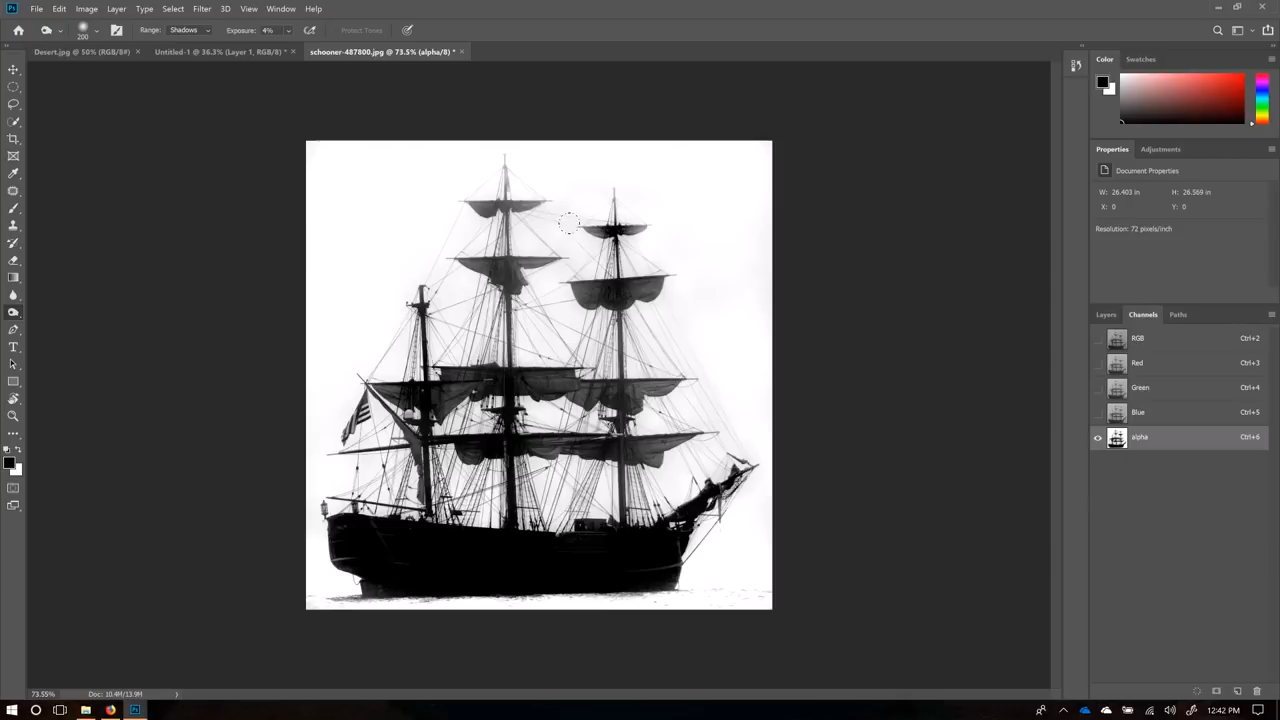 Ps File Edit Image Layer Type Select Filter 3D View Window Help
200 Range: Shadows Exposure: 4% Protect Tones
Desert.jpg @ 50% (RGB/8#) × Untitled-1 @ 36.3% (Layer 1, RGB/8) * × schooner-487800.jpg @ 73.5% (alpha/8) * ×
Color Swatches
Properties Adjustments
Document Properties
W: 26.403 in H: 26.569 in
X: 0 Y: 0
Resolution: 72 pixels/inch
Layers Channels Paths
RGB Ctrl+2
Red Ctrl+3
Green Ctrl+4
Blue Ctrl+5
alpha Ctrl+6
73.55% Doc: 10.4M/13.9M
Ps 12:42 PM